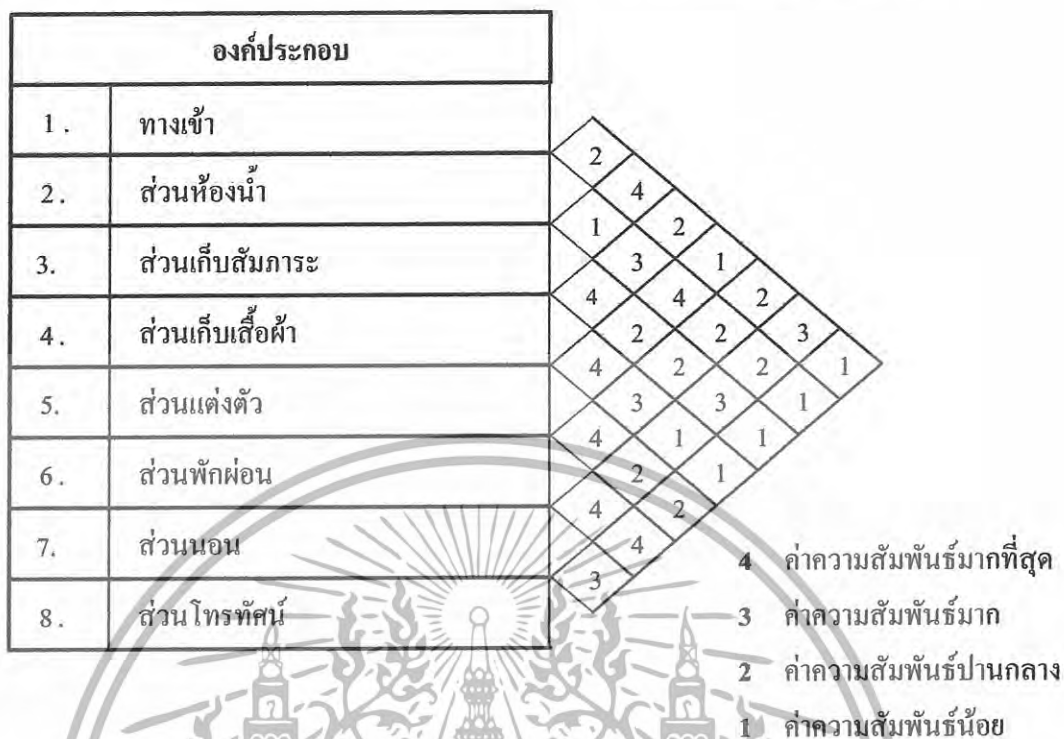 องค์ประกอบ
1. ทางเข้า
2
2. ส่วนห้องน้ำ 4
1 2
3. ส่วนเก็บสัมภาระ 3 1
4 4 2
4. ส่วนเก็บเสื้อผ้า 2 2 3
4 2 2 1
5. ส่วนแต่งตัว 3 3 1
4 1 1
6. ส่วนพักผ่อน 2 1
4 2
7. ส่วนนอน 4
4 ค่าความสัมพันธ์มากที่สุด
3
8. ส่วนโทรทัศน์
3 ค่าความสัมพันธ์มาก
2 ค่าความสัมพันธ์ปานกลาง
1 ค่าความสัมพันธ์น้อย